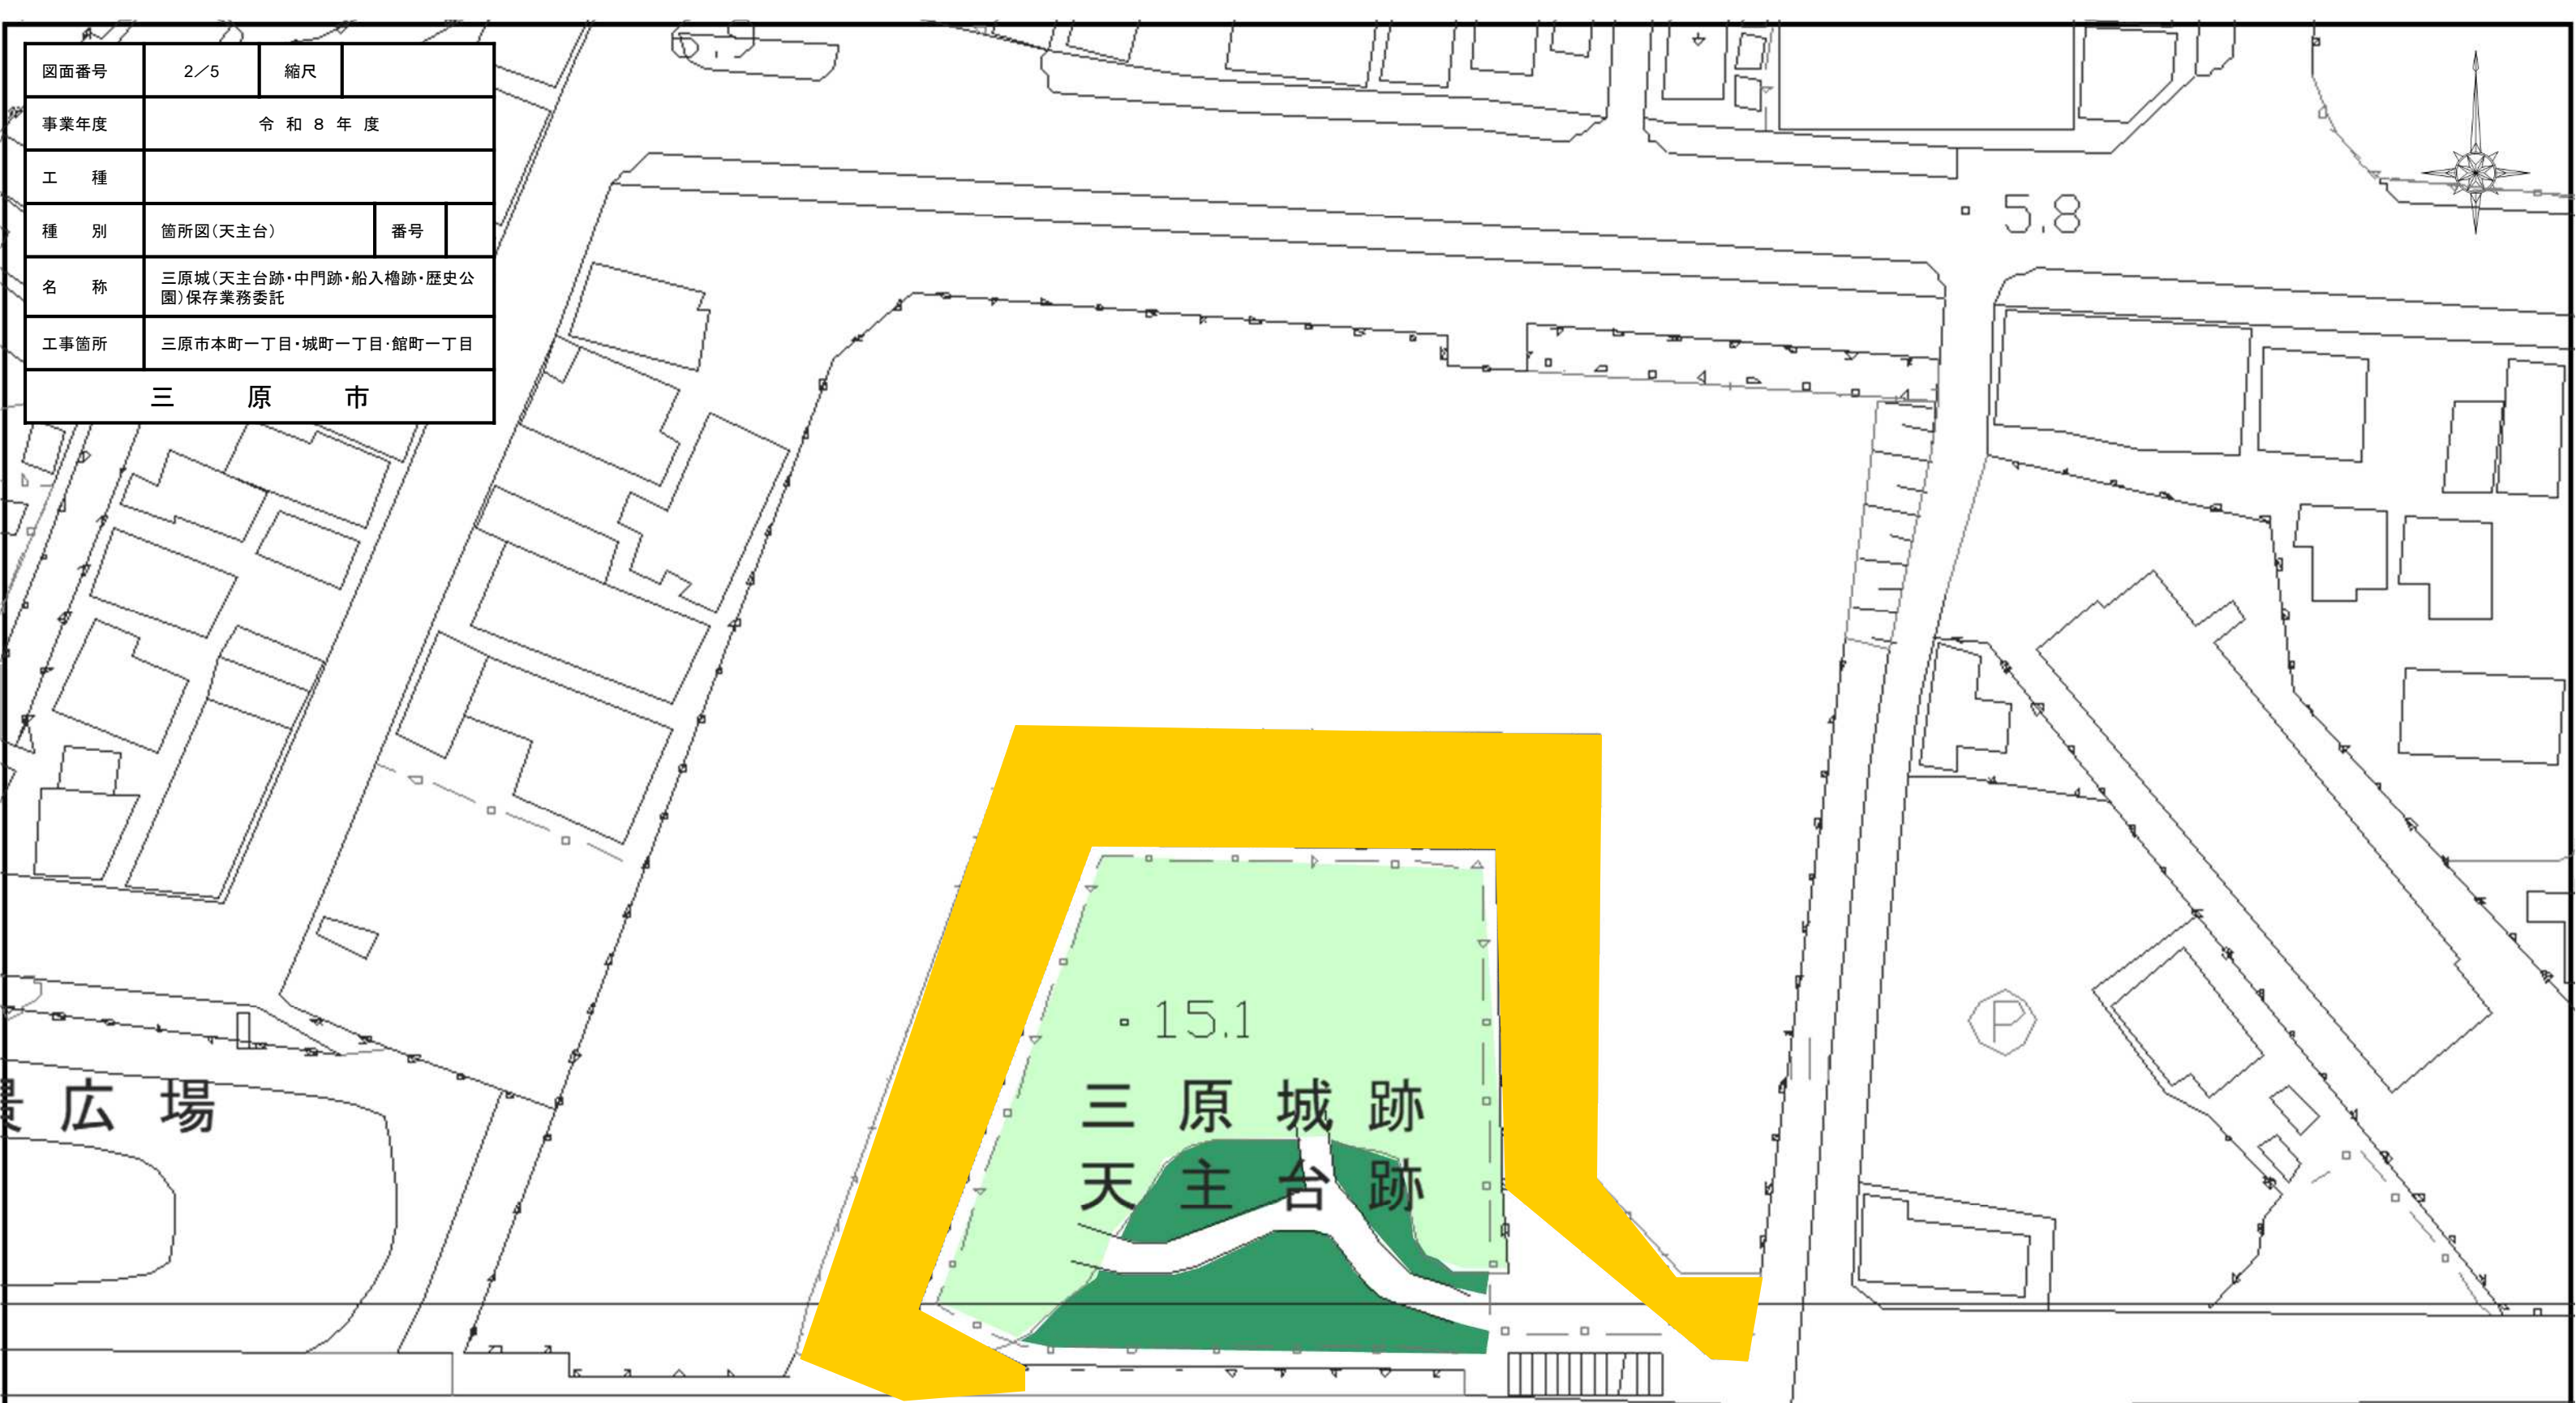 図面番号 2／5 縮尺
事業年度 令和8年度
工種
種別 箇所図(天主台) 番号
名称 三原城(天主台跡・中門跡・船入櫓跡・歴史公
園)保存業務委託
工事箇所 三原市本町一丁目・城町一丁目・館町一丁目
三原市
5.8
15.1
三原城跡
天主台跡
P
広場